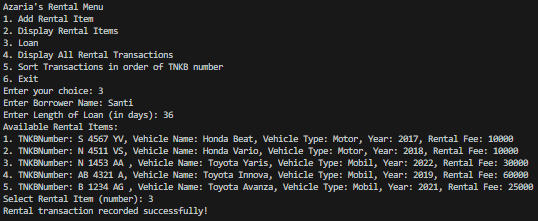 Azaria's Rental Menu
1. Add Rental Item
2. Display Rental Items
3. Loan
4. Display All Rental Transactions
5. Sort Transactions in order of TNKB number
6. Exit
Enter your choice: 3
Enter Borrower Name: Santi
Enter Length of Loan (in days): 36
Available Rental Items:
1. TNKBNumber: S 4567 YV, Vehicle Name: Honda Beat, Vehicle Type: Motor, Year: 2017, Rental Fee: 10000
2. TNKBNumber: N 4511 VS, Vehicle Name: Honda Vario, Vehicle Type: Motor, Year: 2018, Rental Fee: 10000
3. TNKBNumber: N 1453 AA , Vehicle Name: Toyota Yaris, Vehicle Type: Mobil, Year: 2022, Rental Fee: 30000
4. TNKBNumber: AB 4321 A, Vehicle Name: Toyota Innova, Vehicle Type: Mobil, Year: 2019, Rental Fee: 60000
5. TNKBNumber: B 1234 AG , Vehicle Name: Toyota Avanza, Vehicle Type: Mobil, Year: 2021, Rental Fee: 25000
Select Rental Item (number): 3
Rental transaction recorded successfully!